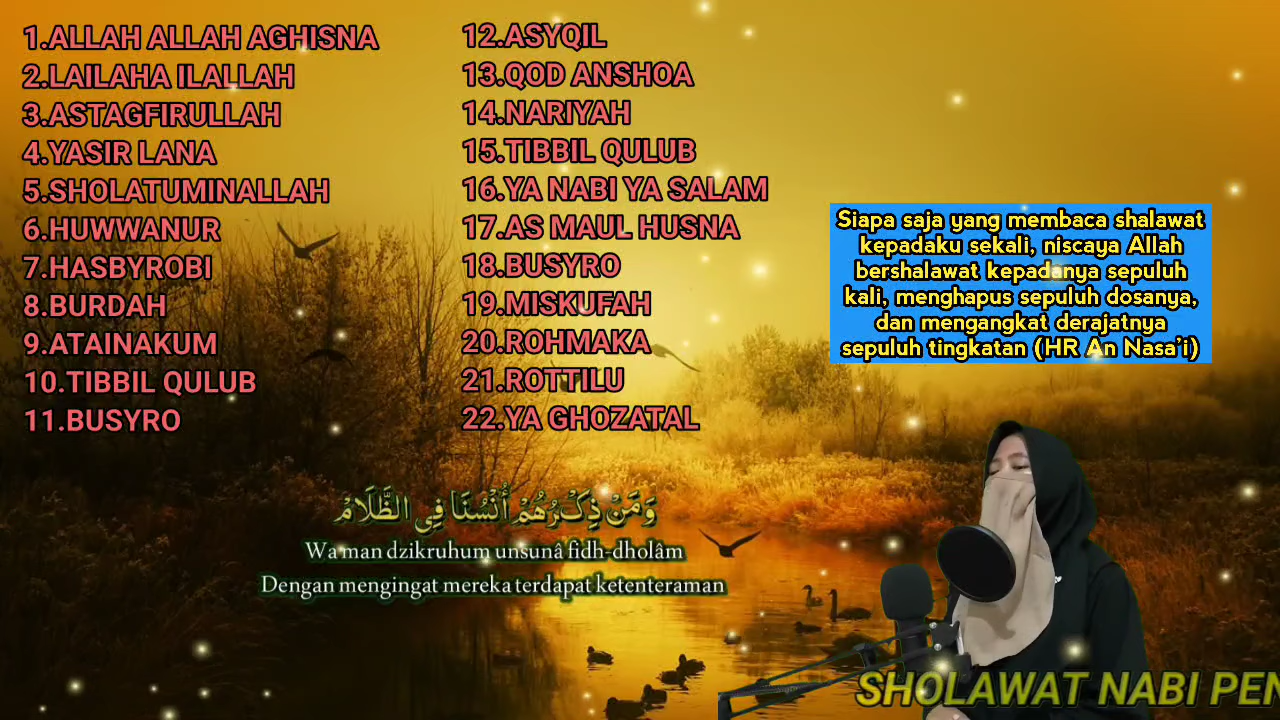 1.ALLAH ALLAH AGHISNA
2.LAILAHA ILALLAH
3.ASTAGFIRULLAH
4.YASIR LANA
5.SHOLATUMINALLAH
6.HUWWANUR
7.HASBYROBI
8.BURDAH
9.ATAINAKUM
10.TIBBIL QULUB
11.BUSYRO
12.ASYQIL
13.QOD ANSHOA
14.NARIYAH
15.TIBBIL QULUB
16.YA NABI YA SALAM
17.AS MAUL HUSNA
18.BUSYRO
19.MISKUFAH
20.ROHMAKA
21.ROTTILU
22.YA GHOZATAL
Siapa saja yang membaca shalawat
kepadaku sekali, niscaya Allah
bershalawat kepadanya sepuluh
kali, menghapus sepuluh dosanya,
dan mengangkat derajatnya
sepuluh tingkatan (HR An Nasa'i)
وَمَنْ ذِكْرُهُمْ أُنْسُنَا فِي الظَّلَامْ
Wa man dzikruhum unsunâ fidh-dholâm
Dengan mengingat mereka terdapat ketenteraman
SHOLAWAT NABI PEN